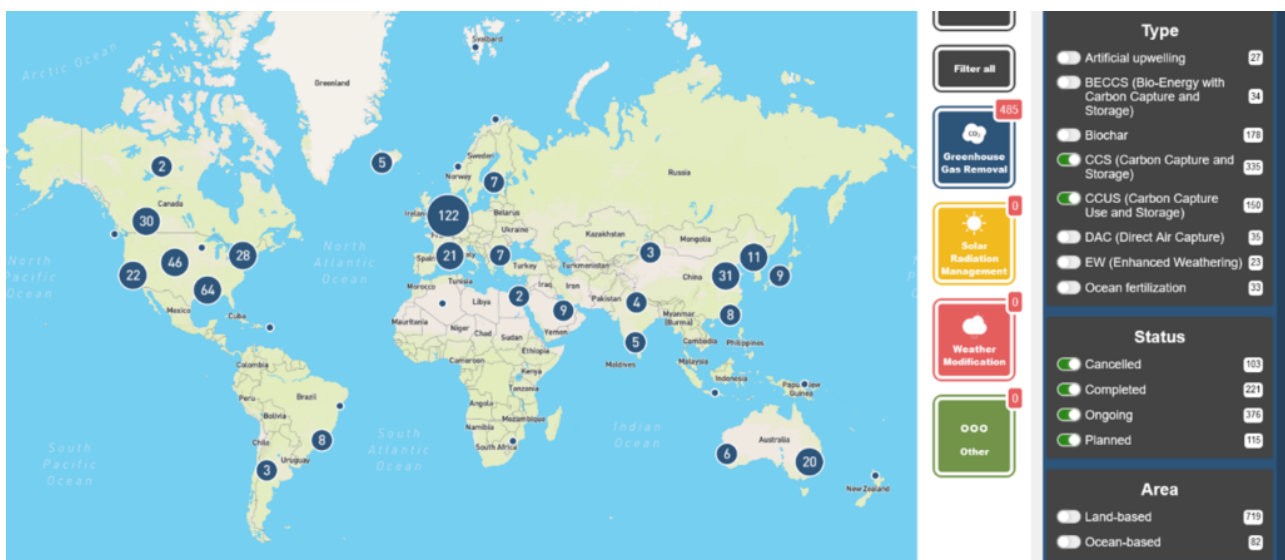 Svalbard
Arctic Ocean
Greenland
Sweden
Norway
Russia
Canada
Ireland
Belarus
Ukraine
Kazakhstan
Mongolia
Spain
Turkey
Turkmenistan
China
North
Atlantic
Ocean
North
Pacific
Ocean
Morocco
Tunisia
Iraq
Iran
Pakistan
Mexico
Cuba
Libya
Myanmar
(Burma)
Mauritania
Niger
Chad
Sudan
Yemen
Ethiopia
Cambodia
Philippines
Colombia
Cameroon
Kenya
Maldives
Malaysia
Indonesia
Papua New
Guinea
Tanzania
Peru
Brazil
Bolivia
Angola
Mozambique
Namibia
Indian
Ocean
Chile
South Africa
Australia
Uruguay
South
Pacific
Ocean
South
Atlantic
Ocean
New Zealand
2
5
7
30
122
28
46
22
64
21
7
3
11
31
9
2
9
4
8
5
8
3
6
20
Filter all
485
CO₂
Greenhouse
Gas Removal
0
Solar
Radiation
Management
0
Weather
Modification
0
Other
Type
Artificial upwelling 27
BECCS (Bio-Energy with
Carbon Capture and
Storage) 34
Biochar 178
CCS (Carbon Capture and
Storage) 335
CCUS (Carbon Capture
Use and Storage) 150
DAC (Direct Air Capture) 35
EW (Enhanced Weathering) 23
Ocean fertilization 33
Status
Cancelled 103
Completed 221
Ongoing 376
Planned 115
Area
Land-based 719
Ocean-based 82